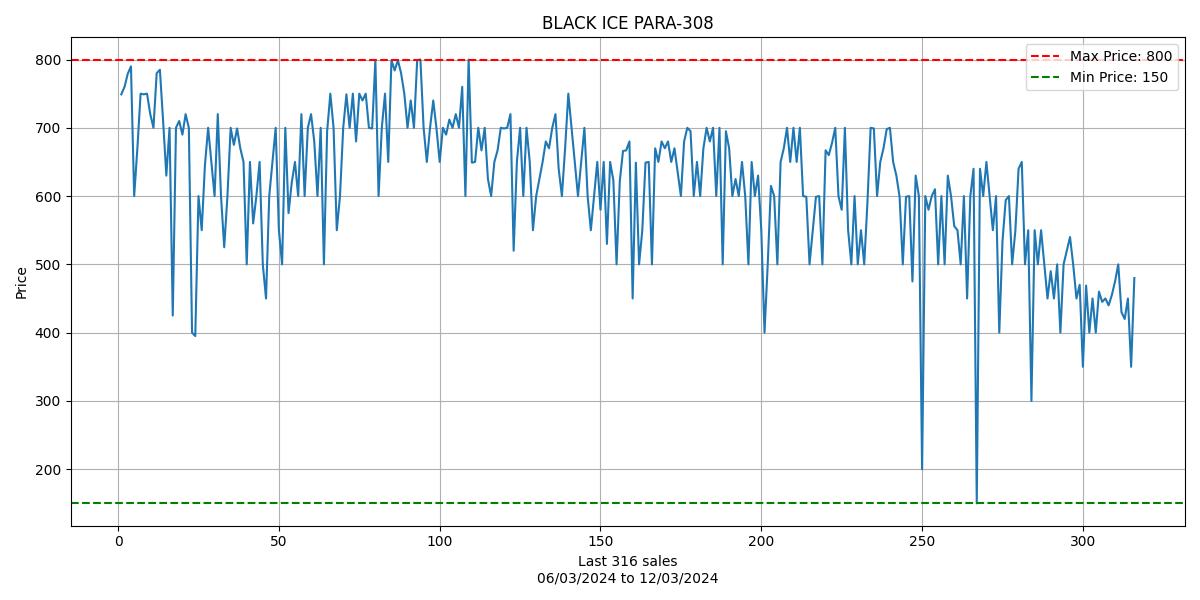 BLACK ICE PARA-308
Max Price: 800
Min Price: 150
Price
800
700
600
500
400
300
200
0 50 100 150 200 250 300
Last 316 sales
06/03/2024 to 12/03/2024